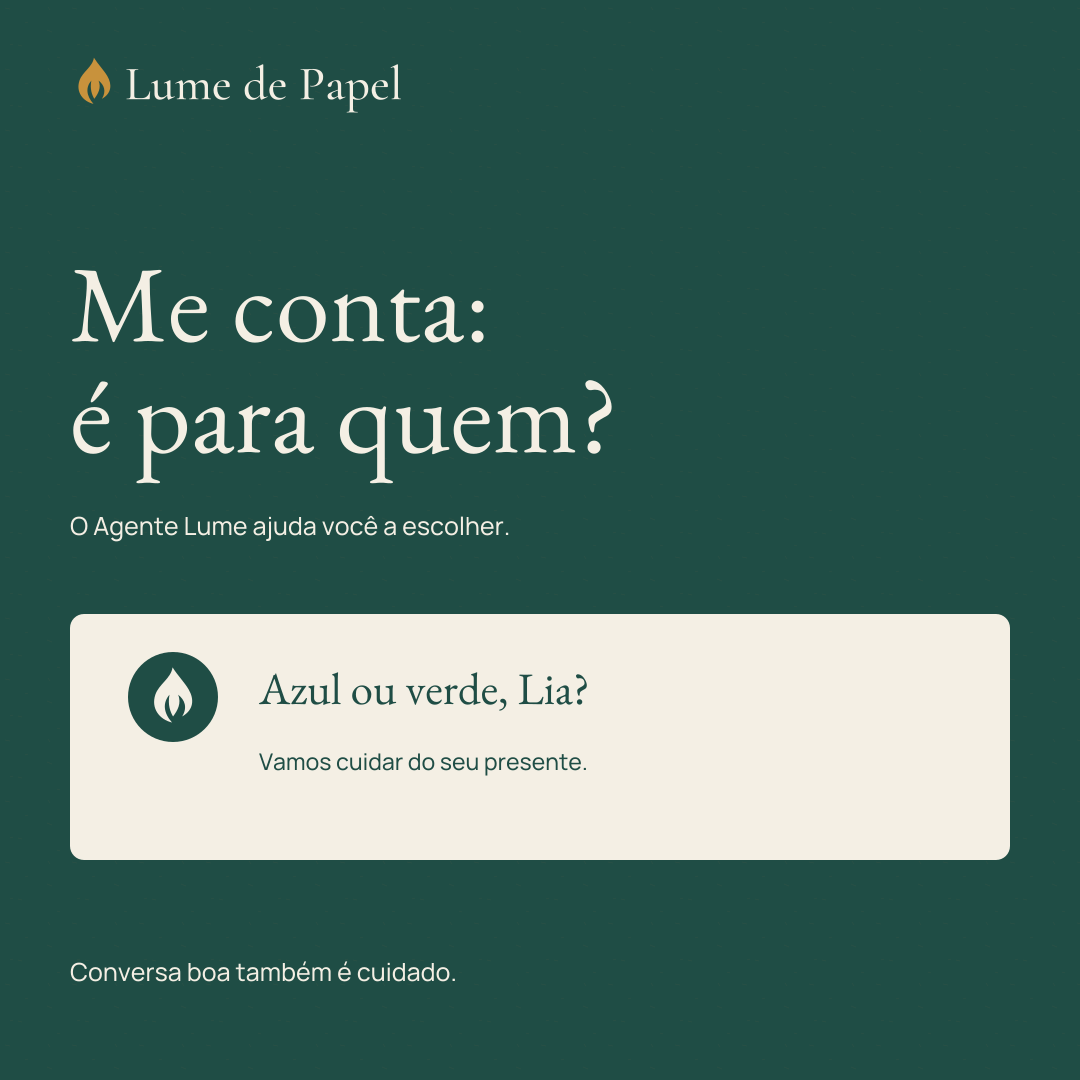 Lume de Papel
Me conta:
é para quem?
O Agente Lume ajuda você a escolher.
Azul ou verde, Lia?
Vamos cuidar do seu presente.
Conversa boa também é cuidado.